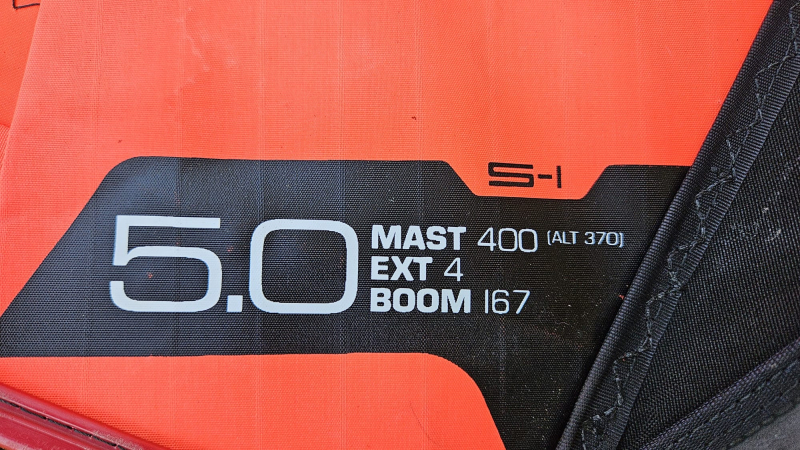 S-1
5.0
MAST 400 (ALT 370)
EXT 4
BOOM 167